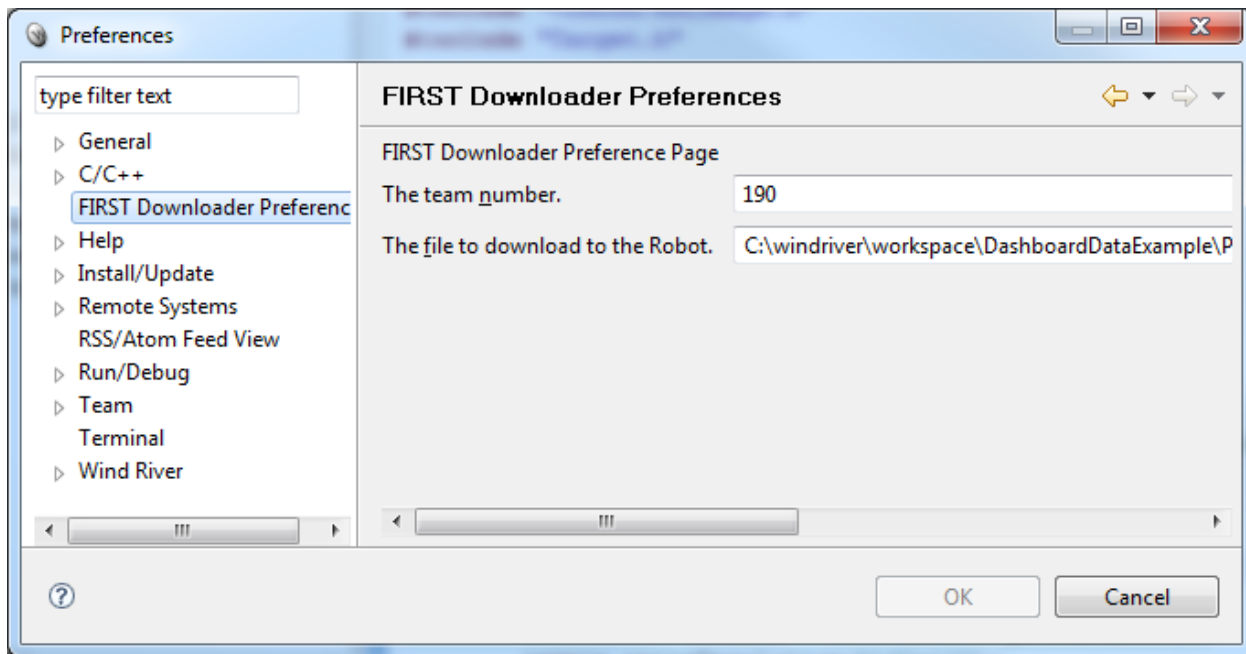 Preferences
type filter text
General
C/C++
FIRST Downloader Preferenc
Help
Install/Update
Remote Systems
RSS/Atom Feed View
Run/Debug
Team
Terminal
Wind River
FIRST Downloader Preferences
FIRST Downloader Preference Page
The team number. 190
The file to download to the Robot. C:\windriver\workspace\DashboardDataExample\P
OK Cancel